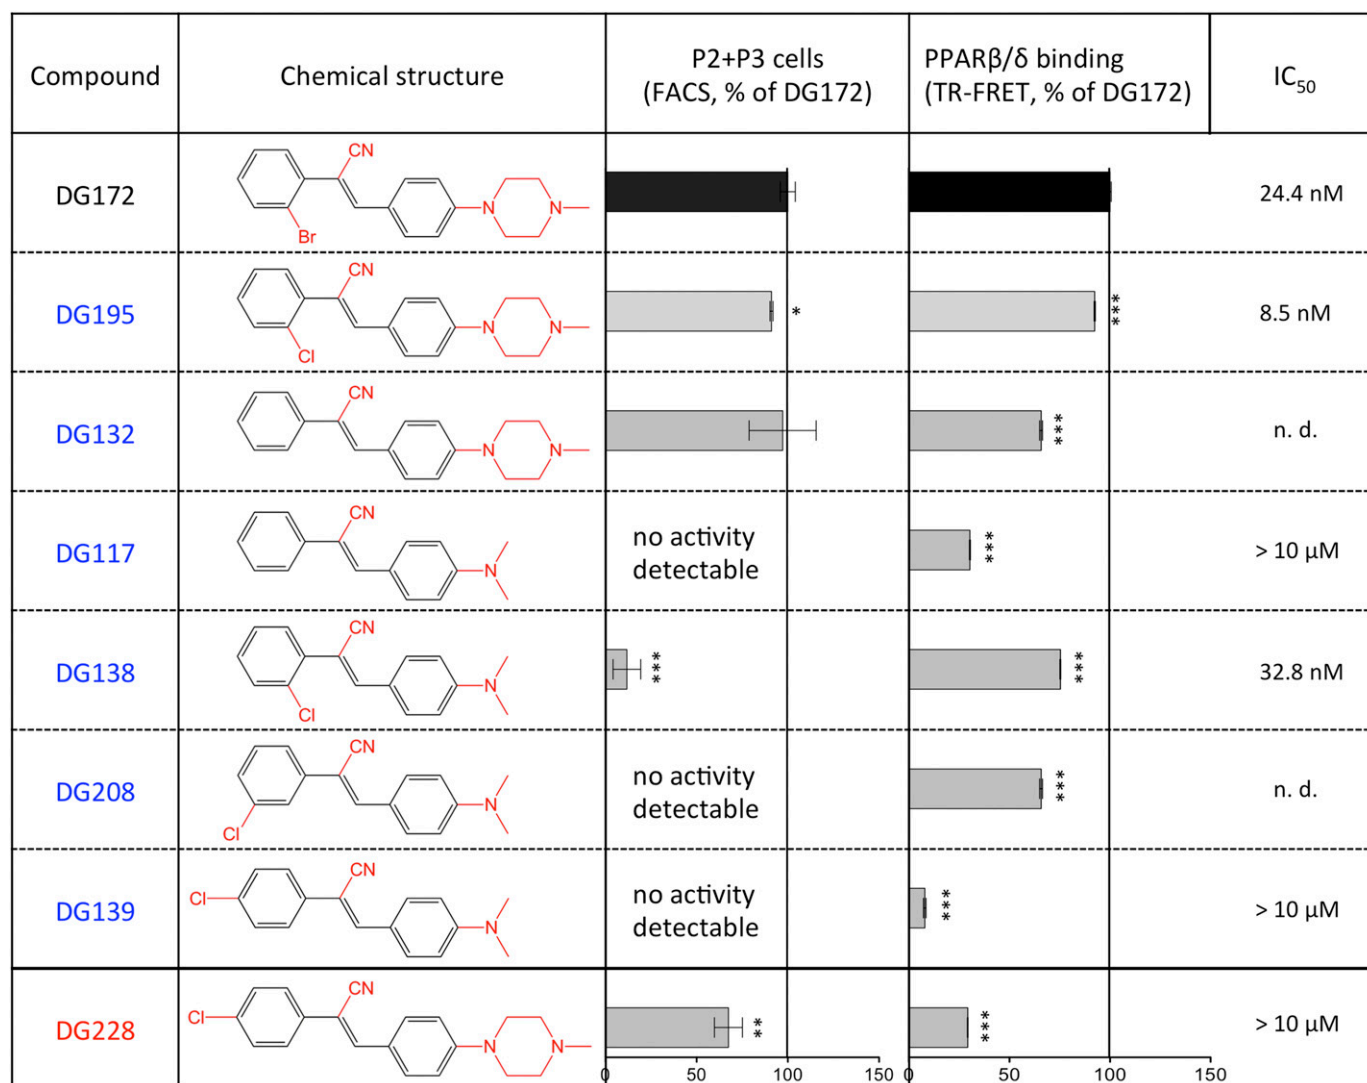 Compound
Chemical structure
P2+P3 cells
(FACS, % of DG172)
PPARβ/δ binding
(TR-FRET, % of DG172)
IC50
DG172
CN
Br
N
N
24.4 nM
DG195
CN
Cl
N
N
*
***
8.5 nM
DG132
CN
N
N
***
n. d.
DG117
CN
N
no activity
detectable
***
> 10 µM
DG138
CN
Cl
N
***
***
32.8 nM
DG208
CN
Cl
N
no activity
detectable
***
n. d.
DG139
Cl
CN
N
no activity
detectable
***
> 10 µM
DG228
Cl
CN
N
N
**
***
> 10 µM
0 50 100 150
0 50 100 150